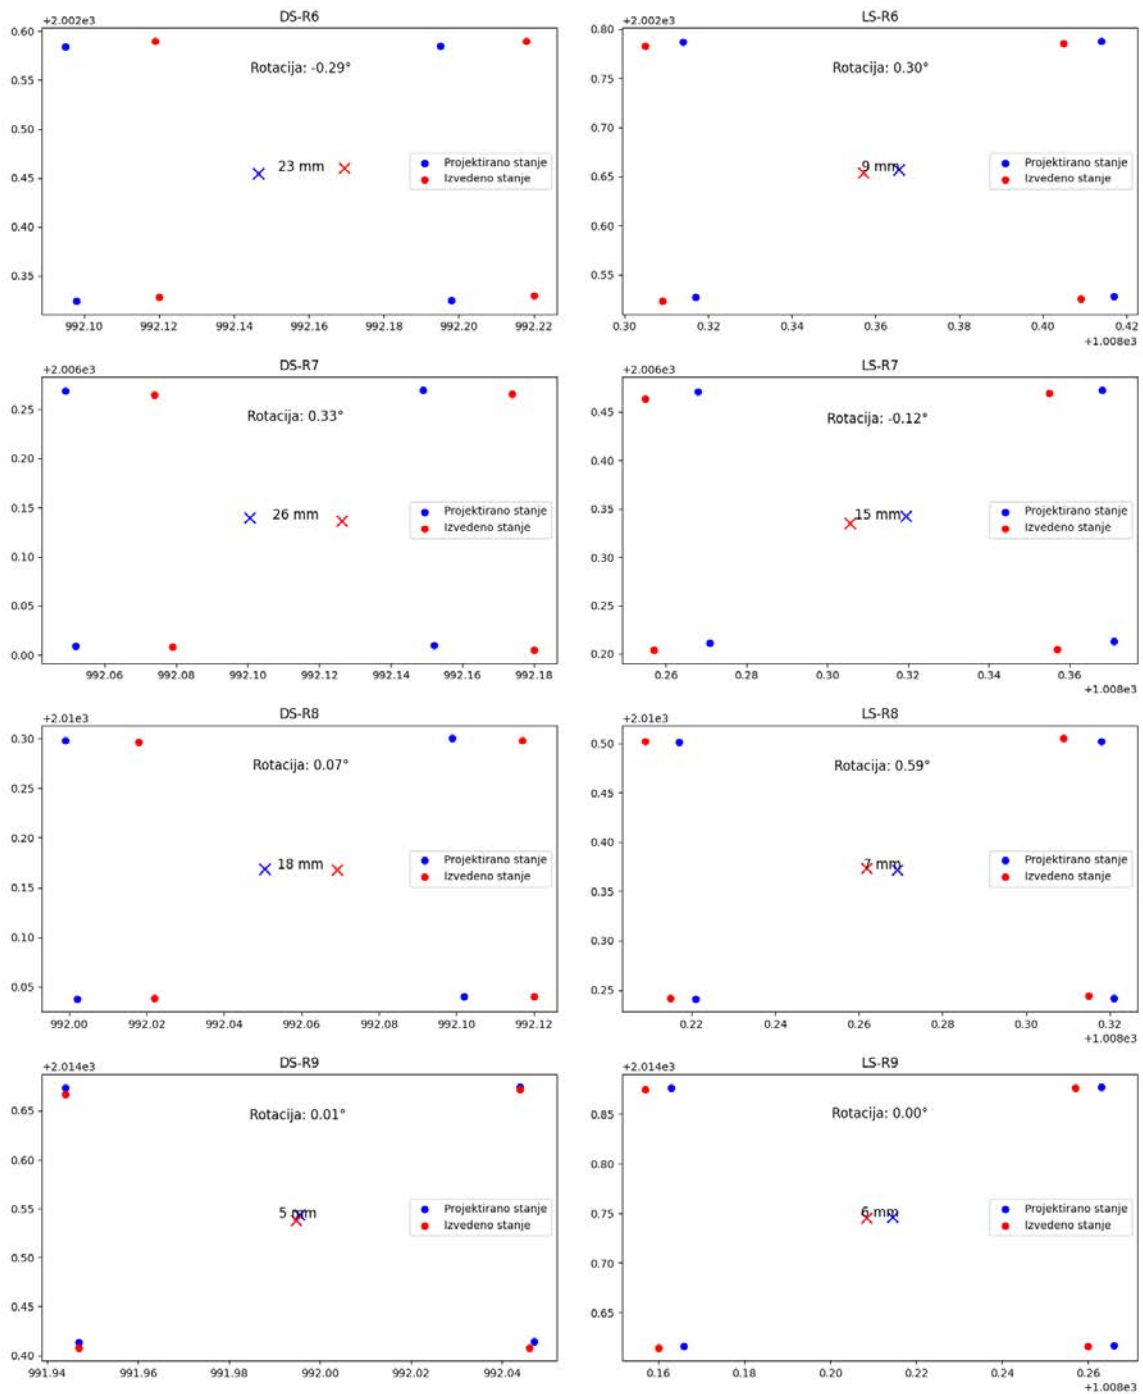 DS-R6
+2.002e3
0.60
0.55
0.50
0.45
0.40
0.35
Rotacija: -0.29°
23 mm
Projektirano stanje
Izvedeno stanje
992.10 992.12 992.14 992.16 992.18 992.20 992.22
LS-R6
+2.002e3
0.80
0.75
0.70
0.65
0.60
0.55
Rotacija: 0.30°
9 mm
Projektirano stanje
Izvedeno stanje
0.30 0.32 0.34 0.36 0.38 0.40 0.42
+1.008e3
DS-R7
+2.006e3
0.25
0.20
0.15
0.10
0.05
0.00
Rotacija: 0.33°
26 mm
Projektirano stanje
Izvedeno stanje
992.06 992.08 992.10 992.12 992.14 992.16 992.18
LS-R7
+2.006e3
0.45
0.40
0.35
0.30
0.25
0.20
Rotacija: -0.12°
15 mm
Projektirano stanje
Izvedeno stanje
0.26 0.28 0.30 0.32 0.34 0.36
+1.008e3
DS-R8
+2.01e3
0.30
0.25
0.20
0.15
0.10
0.05
Rotacija: 0.07°
18 mm
Projektirano stanje
Izvedeno stanje
992.00 992.02 992.04 992.06 992.08 992.10 992.12
LS-R8
+2.01e3
0.50
0.45
0.40
0.35
0.30
0.25
Rotacija: 0.59°
7 mm
Projektirano stanje
Izvedeno stanje
0.22 0.24 0.26 0.28 0.30 0.32
+1.008e3
DS-R9
+2.014e3
0.65
0.60
0.55
0.50
0.45
0.40
Rotacija: 0.01°
5 mm
Projektirano stanje
Izvedeno stanje
991.94 991.96 991.98 992.00 992.02 992.04
LS-R9
+2.014e3
0.85
0.80
0.75
0.70
0.65
Rotacija: 0.00°
6 mm
Projektirano stanje
Izvedeno stanje
0.16 0.18 0.20 0.22 0.24 0.26
+1.008e3